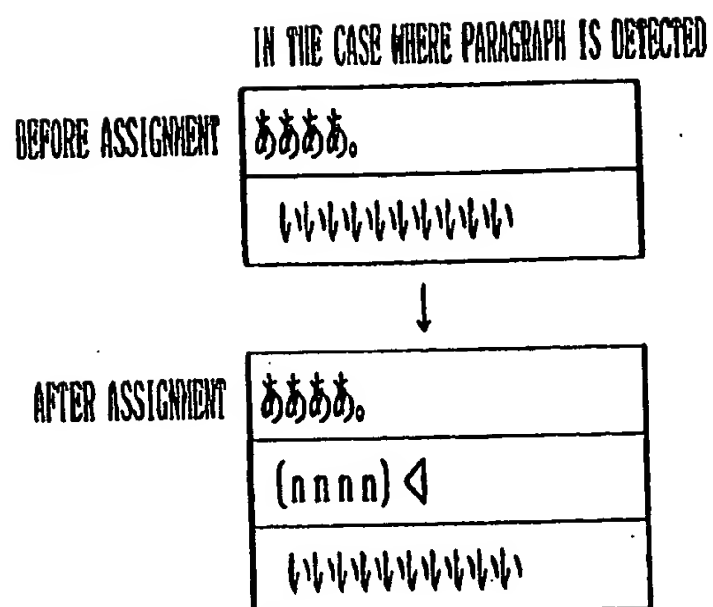 IN THE CASE WHERE PARAGRAPH IS DETECTED
BEFORE ASSIGNMENT
ああああ。
いいいいいいいいいい
↓
AFTER ASSIGNMENT
ああああ。
(nnnn)◁
いいいいいいいいいい